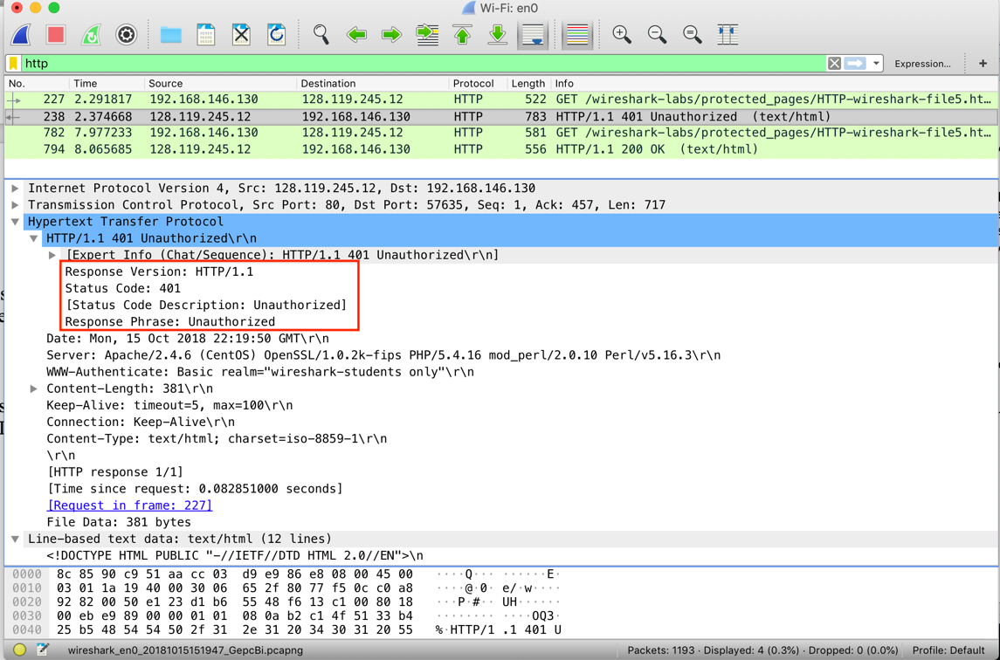 Wi-Fi: en0
http
Expression...
+
No. Time Source Destination Protocol Length Info
227 2.291817 192.168.146.130 128.119.245.12 HTTP 522 GET /wireshark-labs/protected_pages/HTTP-wireshark-file5.ht…
238 2.374668 128.119.245.12 192.168.146.130 HTTP 783 HTTP/1.1 401 Unauthorized (text/html)
782 7.977233 192.168.146.130 128.119.245.12 HTTP 581 GET /wireshark-labs/protected_pages/HTTP-wireshark-file5.ht…
794 8.065685 128.119.245.12 192.168.146.130 HTTP 556 HTTP/1.1 200 OK (text/html)
Internet Protocol Version 4, Src: 128.119.245.12, Dst: 192.168.146.130
Transmission Control Protocol, Src Port: 80, Dst Port: 57635, Seq: 1, Ack: 457, Len: 717
Hypertext Transfer Protocol
HTTP/1.1 401 Unauthorized\r\n
[Expert Info (Chat/Sequence): HTTP/1.1 401 Unauthorized\r\n]
Response Version: HTTP/1.1
Status Code: 401
[Status Code Description: Unauthorized]
Response Phrase: Unauthorized
Date: Mon, 15 Oct 2018 22:19:50 GMT\r\n
Server: Apache/2.4.6 (CentOS) OpenSSL/1.0.2k-fips PHP/5.4.16 mod_perl/2.0.10 Perl/v5.16.3\r\n
WWW-Authenticate: Basic realm="wireshark-students only"\r\n
Content-Length: 381\r\n
Keep-Alive: timeout=5, max=100\r\n
Connection: Keep-Alive\r\n
Content-Type: text/html; charset=iso-8859-1\r\n
\r\n
[HTTP response 1/1]
[Time since request: 0.082851000 seconds]
[Request in frame: 227]
File Data: 381 bytes
Line-based text data: text/html (12 lines)
<!DOCTYPE HTML PUBLIC "-//IETF//DTD HTML 2.0//EN">\n
0000 8c 85 90 c9 51 aa cc 03 d9 e9 86 e8 08 00 45 00 ····Q··· ······E·
0010 03 01 1a 19 40 00 30 06 65 2f 80 77 f5 0c c0 a8 ····@·0· e/·w····
0020 92 82 00 50 e1 23 d1 b6 55 48 f6 13 c1 00 80 18 ···P·#·· UH······
0030 00 eb e9 89 00 00 01 01 08 0a b2 c1 4f 51 33 b4 ········ ····OQ3·
0040 25 b5 48 54 54 50 2f 31 2e 31 20 34 30 31 20 55 %·HTTP/1 .1 401 U
wireshark_en0_20181015151947_GepcBi.pcapng
Packets: 1193 · Displayed: 4 (0.3%) · Dropped: 0 (0.0%)
Profile: Default